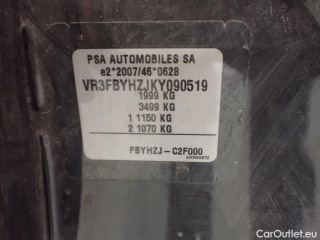 PSA AUTOMOBILES SA
e2*2007/46*0628
VR3FBYHZJKY090519
1999 KG
3499 KG
1 1150 KG
2 1070 KG
FBYHZJ-C2F000
CarOutlet.eu